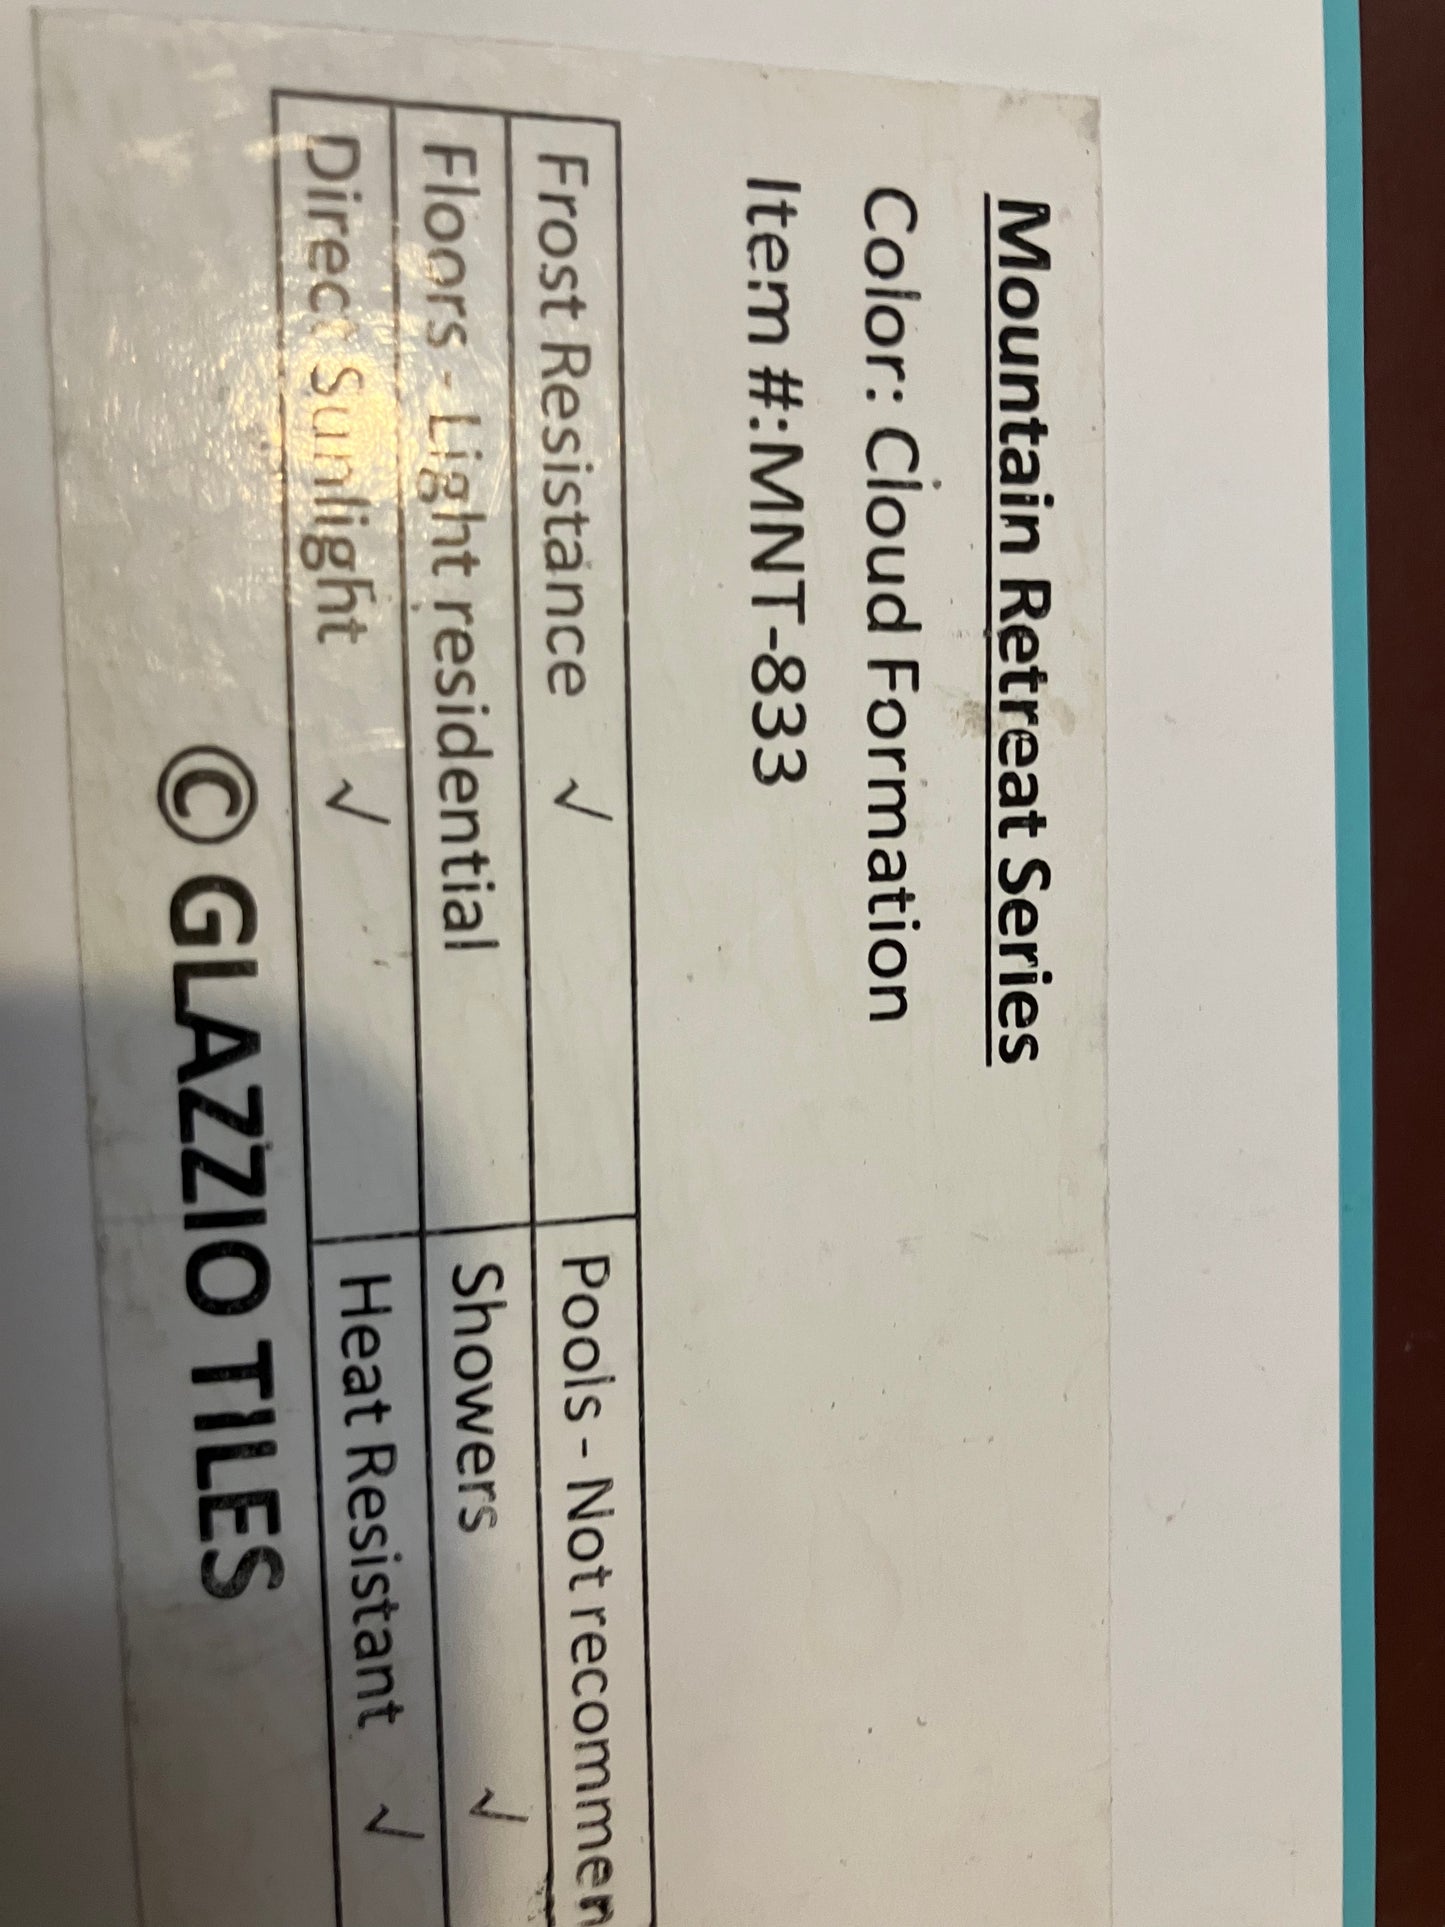 Mountain Retreat Series
Color: Cloud Formation
Item #:MNT-833
Frost Resistance √ Pools - Not recommen
Floors - Light residential Showers √
Direct Sunlight √ Heat Resistant √
© GLAZZIO TILES